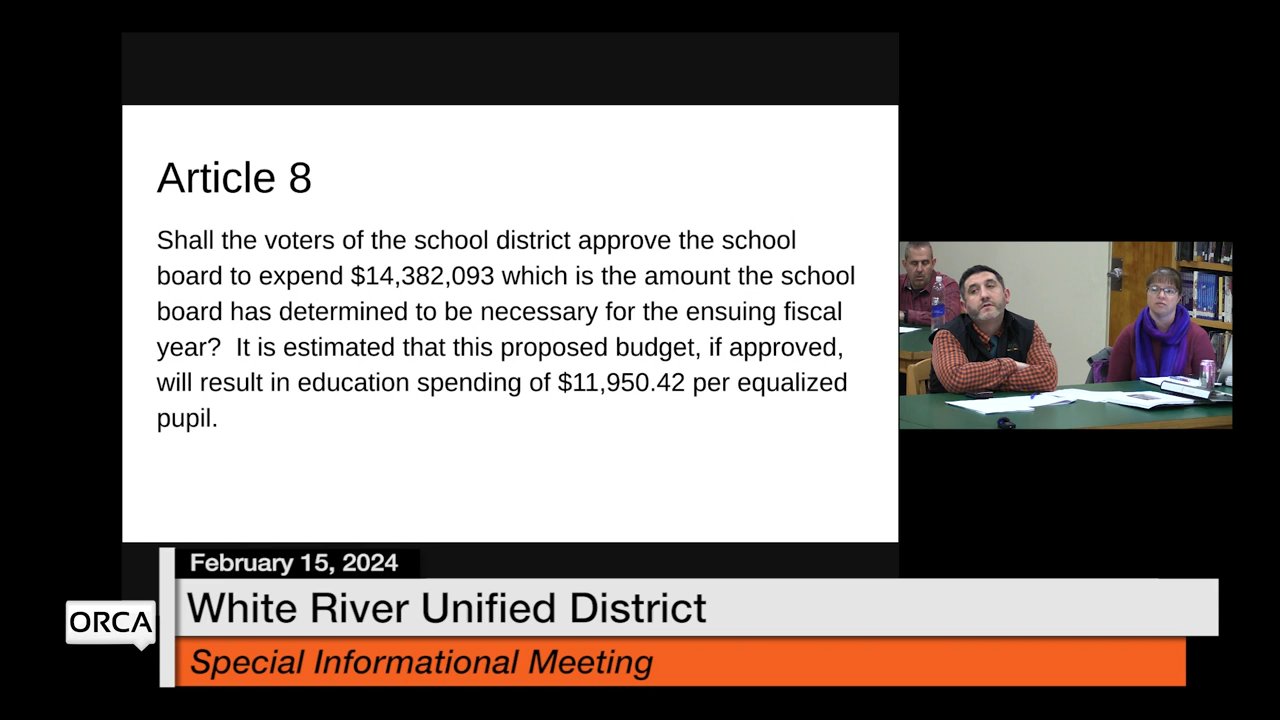 Article 8
Shall the voters of the school district approve the school
board to expend $14,382,093 which is the amount the school
board has determined to be necessary for the ensuing fiscal
year?  It is estimated that this proposed budget, if approved,
will result in education spending of $11,950.42 per equalized
pupil.
February 15, 2024
White River Unified District
ORCA
Special Informational Meeting